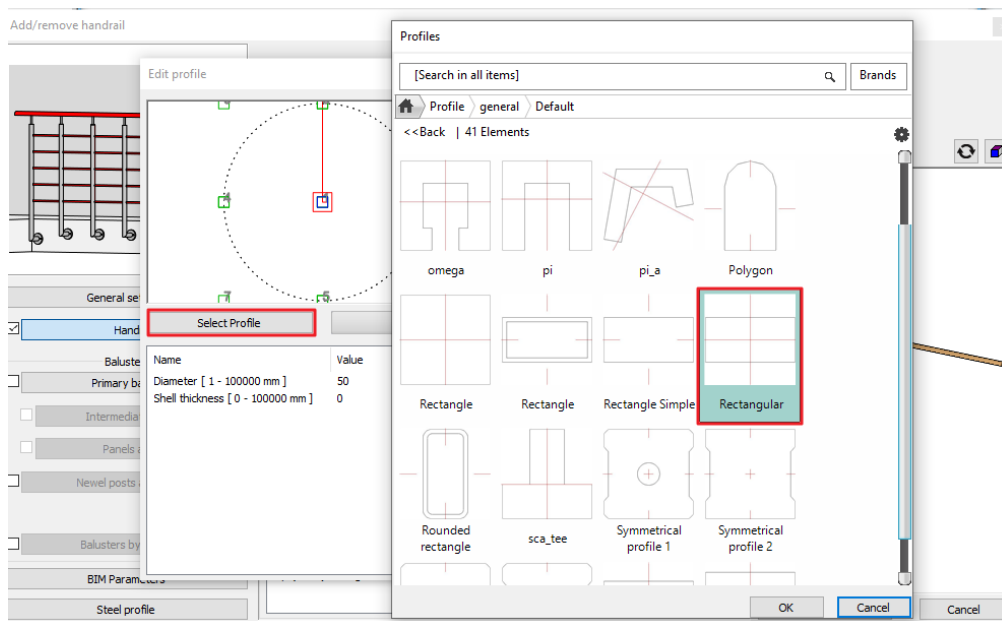 Add/remove handrail
General se
Hand
Baluste
Primary ba
Intermedia
Panels a
Newel posts
Balusters by
BIM Parameters
Steel profile
Edit profile
4
7
Select Profile
Name Value
Diameter [ 1 - 100000 mm ] 50
Shell thickness [ 0 - 100000 mm ] 0
Profiles
[Search in all items]
Brands
Profile general Default
<<Back | 41 Elements
omega pi pi_a Polygon
Rectangle Rectangle Rectangle Simple Rectangular
Rounded
rectangle
sca_tee
Symmetrical
profile 1
Symmetrical
profile 2
OK Cancel
Cancel